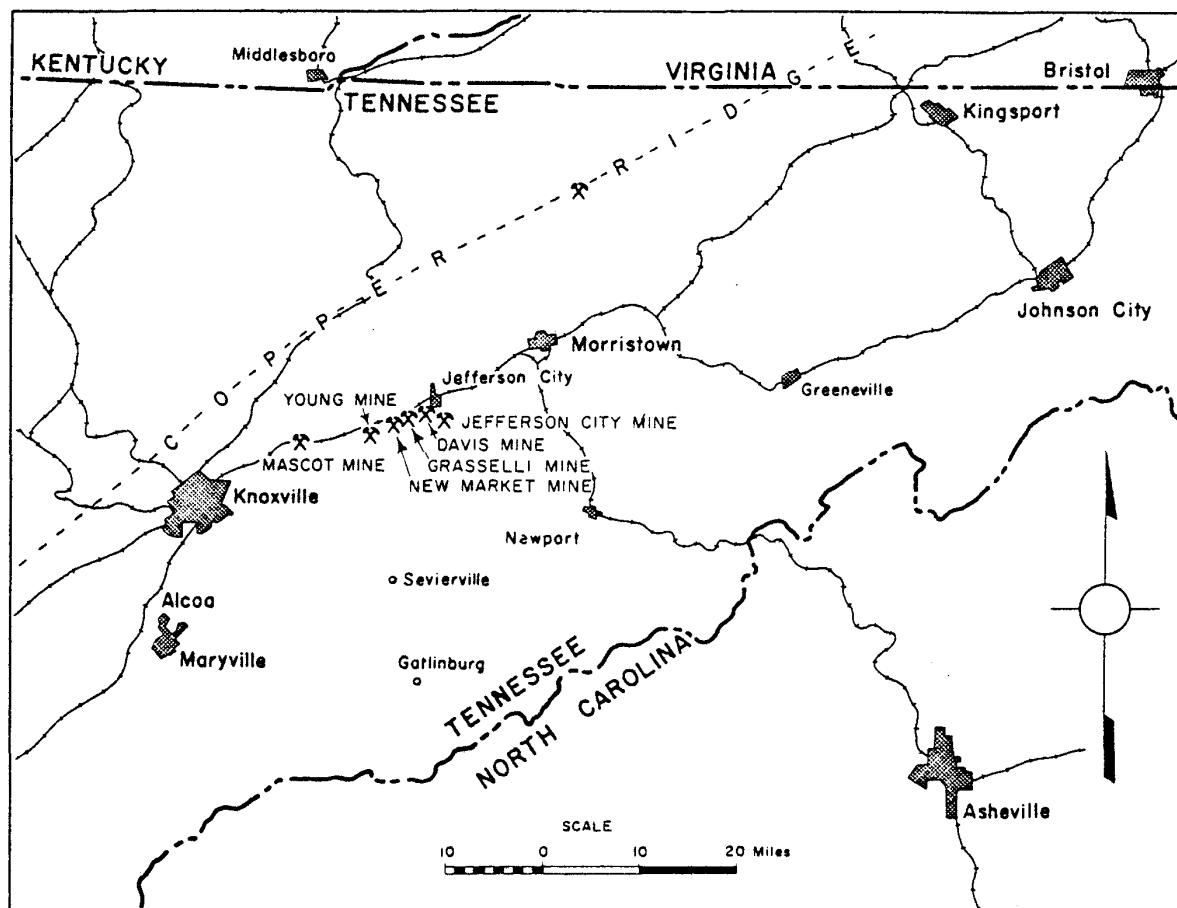 Middlesboro
KENTUCKY
VIRGINIA
Bristol
TENNESSEE
Kingsport
COPPER RIDGE
Johnson City
Morristown
Jefferson City
Greeneville
YOUNG MINE
JEFFERSON CITY MINE
DAVIS MINE
MASCOT MINE
GRASSELLI MINE
NEW MARKET MINE
Knoxville
Newport
Sevierville
Alcoa
Maryville
Gatlinburg
TENNESSEE
NORTH CAROLINA
Asheville
SCALE
10 0 10 20 Miles